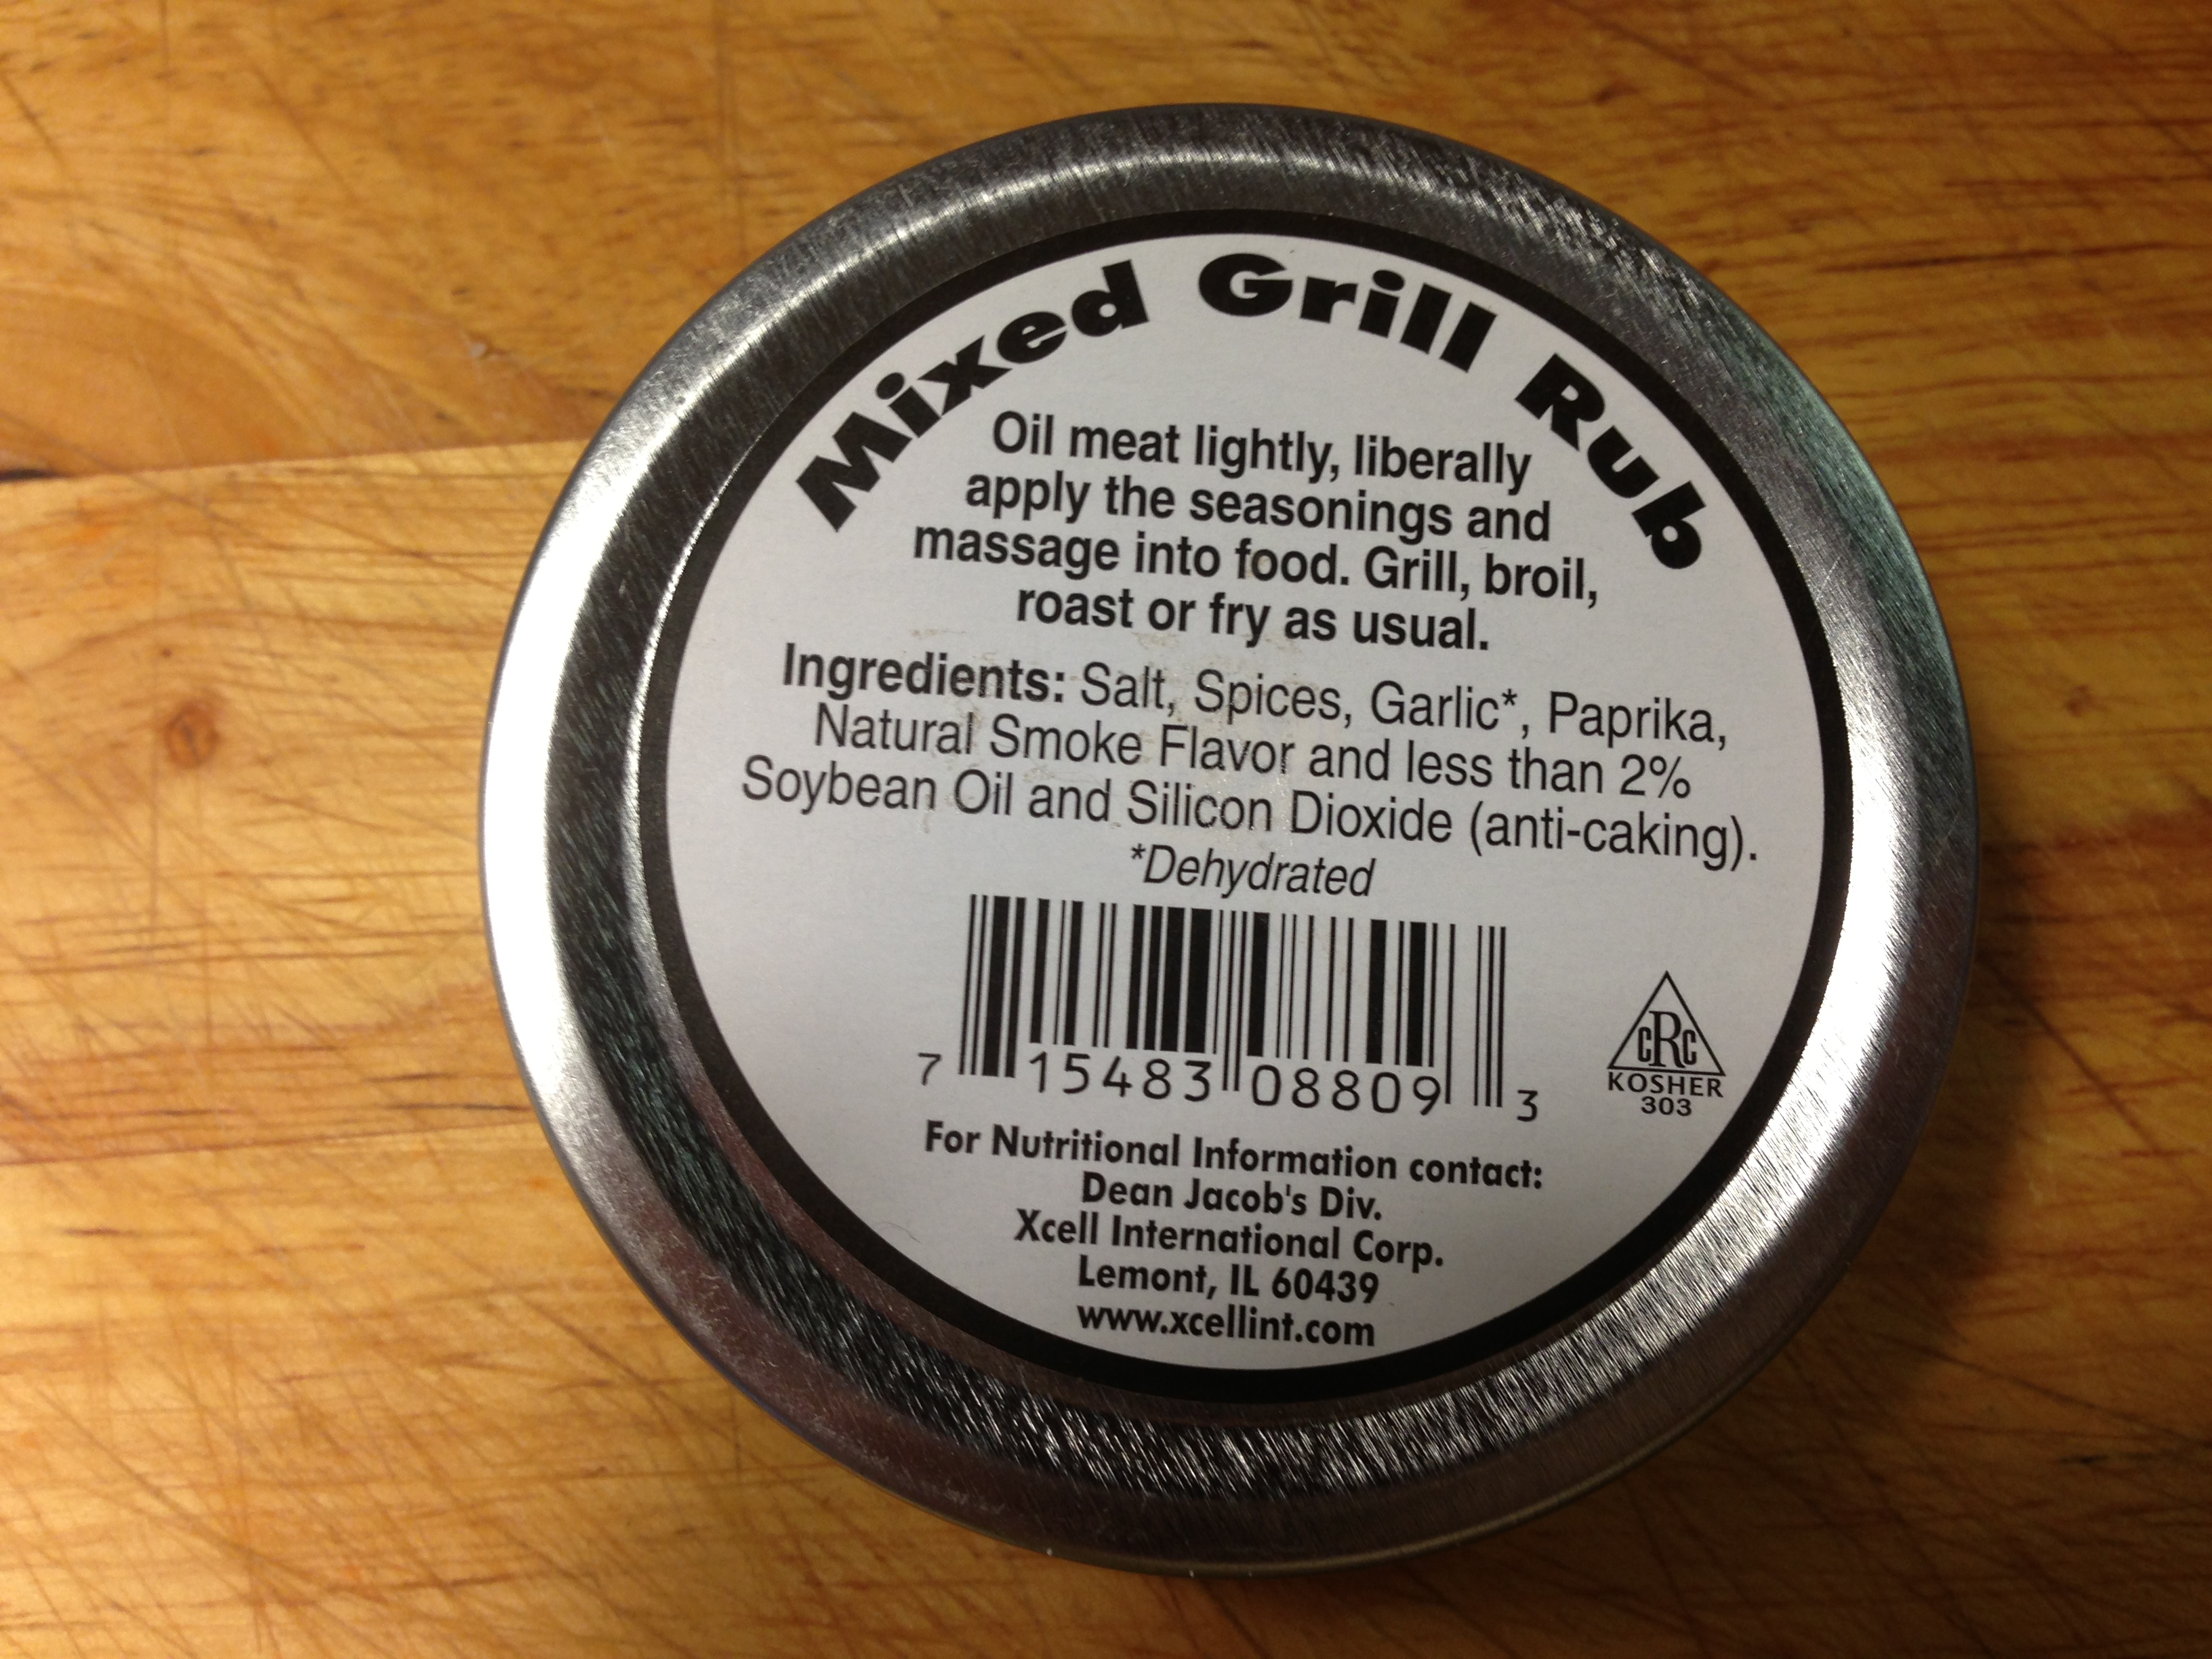 Mixed Grill Rub
Oil meat lightly, liberally
apply the seasonings and
massage into food. Grill, broil,
roast or fry as usual.
Ingredients: Salt, Spices, Garlic*, Paprika,
Natural Smoke Flavor and less than 2%
Soybean Oil and Silicon Dioxide (anti-caking).
*Dehydrated
7 15483 08809 3
cRc
KOSHER
303
For Nutritional Information contact:
Dean Jacob's Div.
Xcell International Corp.
Lemont, IL 60439
www.xcellint.com